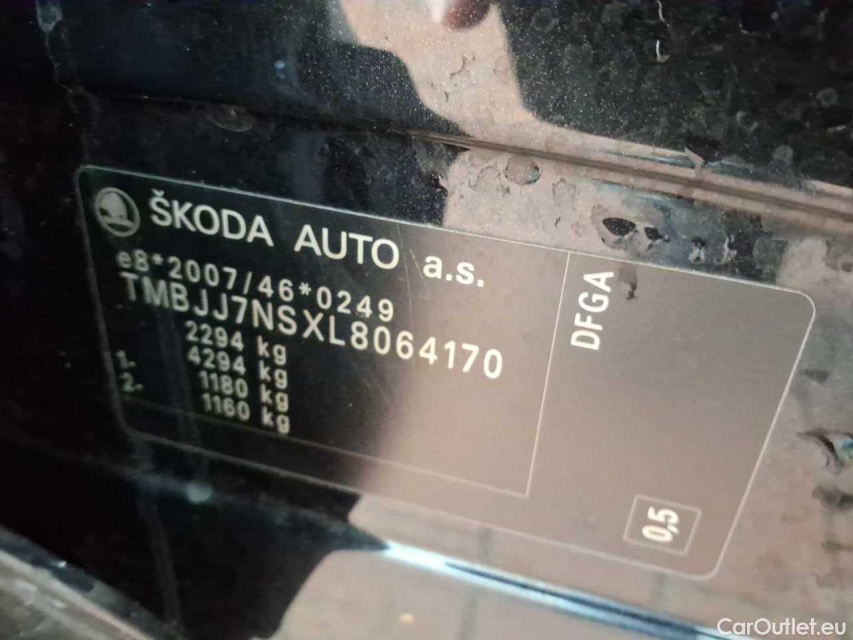 ŠKODA AUTO a.s.
e8*2007/46*0249
TMBJJ7NSXL8064170
2294 kg
4294 kg
1- 1180 kg
2- 1160 kg
DFGA
0,5
CarOutlet.eu